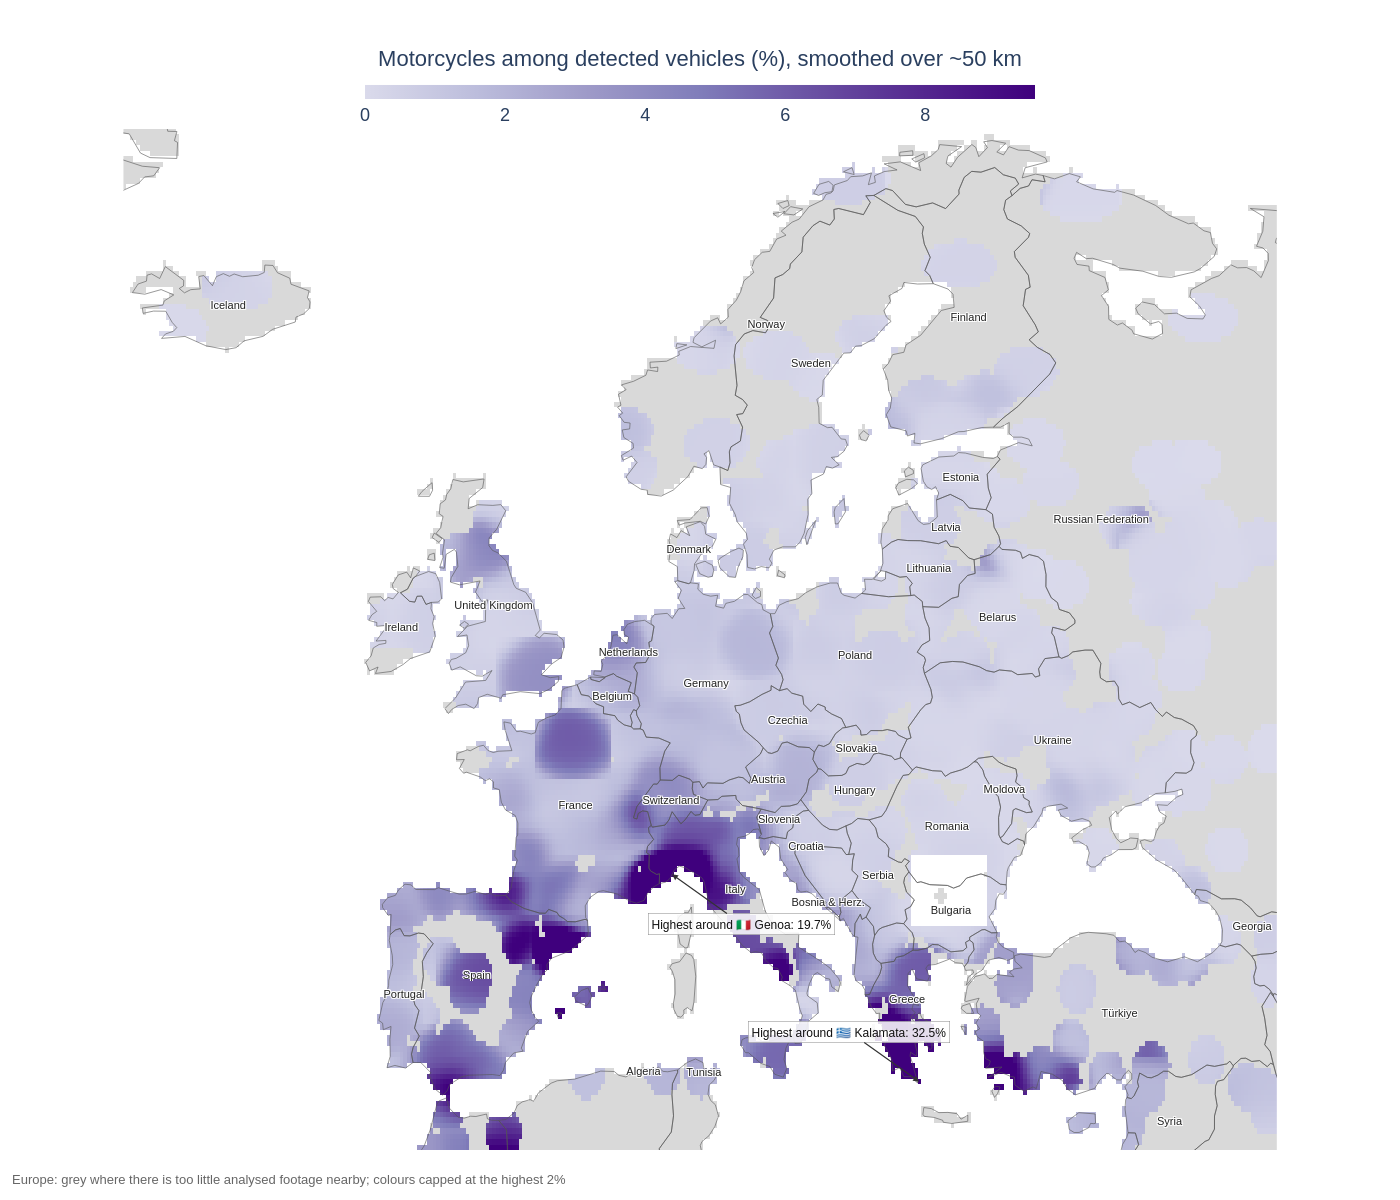 Motorcycles among detected vehicles (%), smoothed over ~50 km
0 2 4 6 8
Iceland
Norway
Finland
Sweden
Estonia
Russian Federation
Latvia
Denmark
Lithuania
United Kingdom
Belarus
Ireland
Netherlands
Poland
Germany
Belgium
Czechia
Ukraine
Slovakia
Austria
Hungary
Moldova
Switzerland
France
Slovenia
Romania
Croatia
Serbia
Italy
Bosnia & Herz.
Bulgaria
Highest around 🇮🇹 Genoa: 19.7%
Georgia
Spain
Portugal
Greece
Türkiye
Highest around 🇬🇷 Kalamata: 32.5%
Algeria
Tunisia
Syria
Europe: grey where there is too little analysed footage nearby; colours capped at the highest 2%